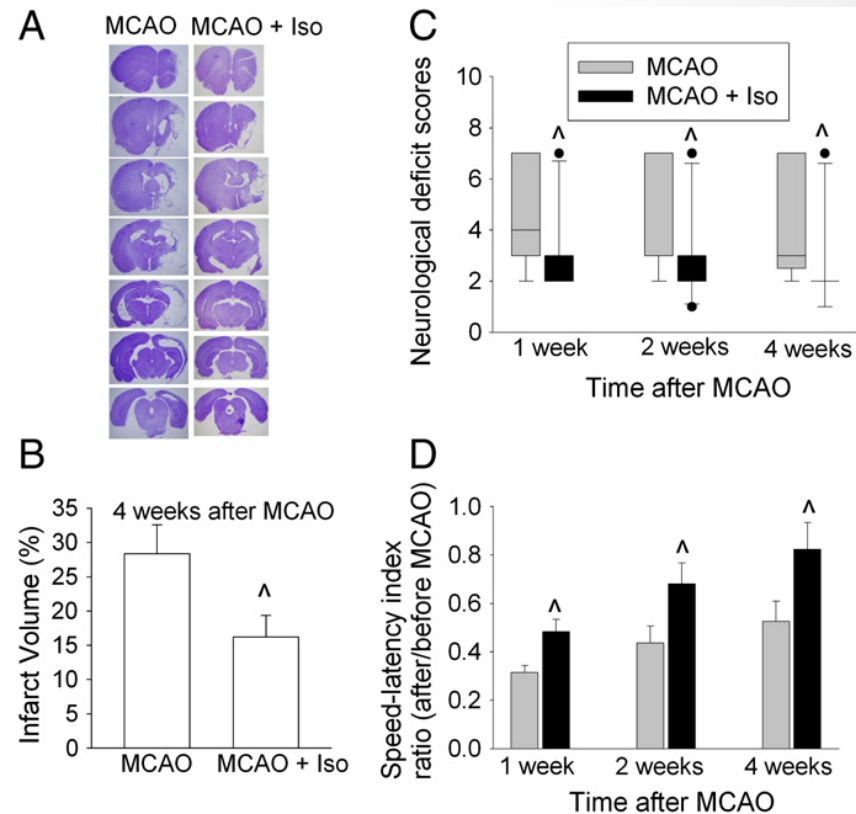 A
MCAO MCAO + Iso
B
35
30
25
20
15
10
5
0
Infarct Volume (%)
4 weeks after MCAO
^
MCAO MCAO + Iso
C
MCAO
MCAO + Iso
10
8
6
4
2
0
Neurological deficit scores
^ ^ ^
1 week 2 weeks 4 weeks
Time after MCAO
D
1.0
0.8
0.6
0.4
0.2
0.0
Speed-latency index
ratio (after/before MCAO)
^ ^ ^
1 week 2 weeks 4 weeks
Time after MCAO